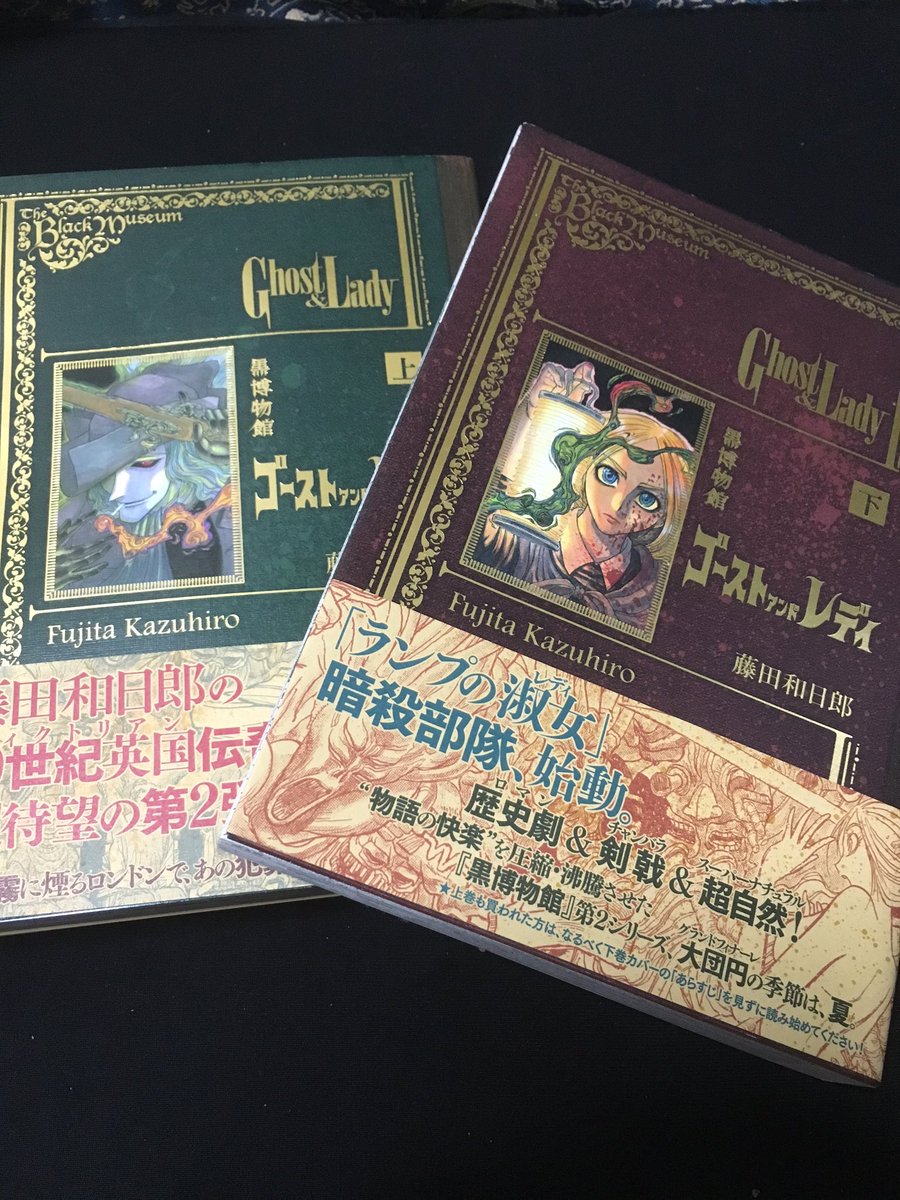 The
Black Museum
Ghost
&Lady
上
黒博物館
ゴーストアンド
Fujita Kazuhiro
藤田和日郎の
世紀英国伝奇
待望の第2弾
霧に煙るロンドンで、あの犯
The
Black Museum
Ghost
&Lady
下
黒博物館
ゴーストアンドレディ
Fujita Kazuhiro
藤田和日郎
「ランプの淑女」
レディ
暗殺部隊、始動。
歴史劇&剣戟&超自然!
ロマン
チャンバラ
スーパーナチュラル
“物語の快楽”を圧縮・沸騰させた
『黒博物館』第2シリーズ、大団円の季節は、夏。
グランドフィナーレ
★上巻も買われた方は、なるべく下巻カバーの「あらすじ」を見ずに読み始めてください!